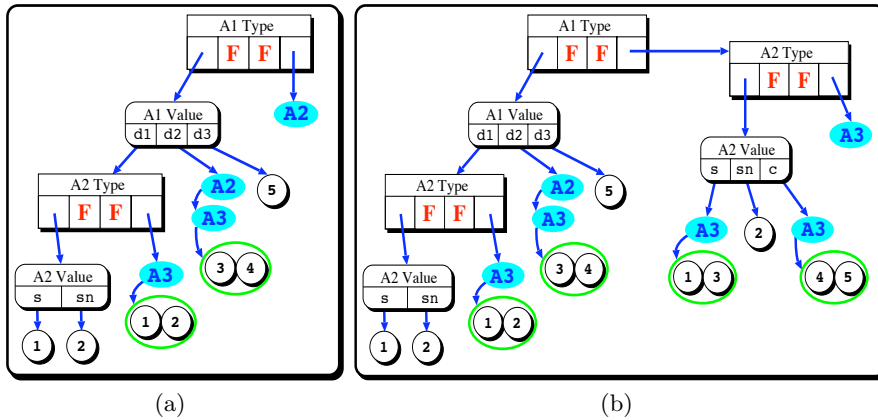 A1 Type
F F
A2
A1 Value
d1 d2 d3
A2 Type
F F
A2
A3
5
3 4
A2 Value
s sn
A3
1 2
1 2
(a)
A1 Type
F F
A2 Type
F F
A1 Value
d1 d2 d3
A3
A2 Value
s sn c
A2 Type
F F
A2
A3
5
A3
2
A3
3 4
1 3
4 5
A2 Value
s sn
A3
1 2
1 2
(b)